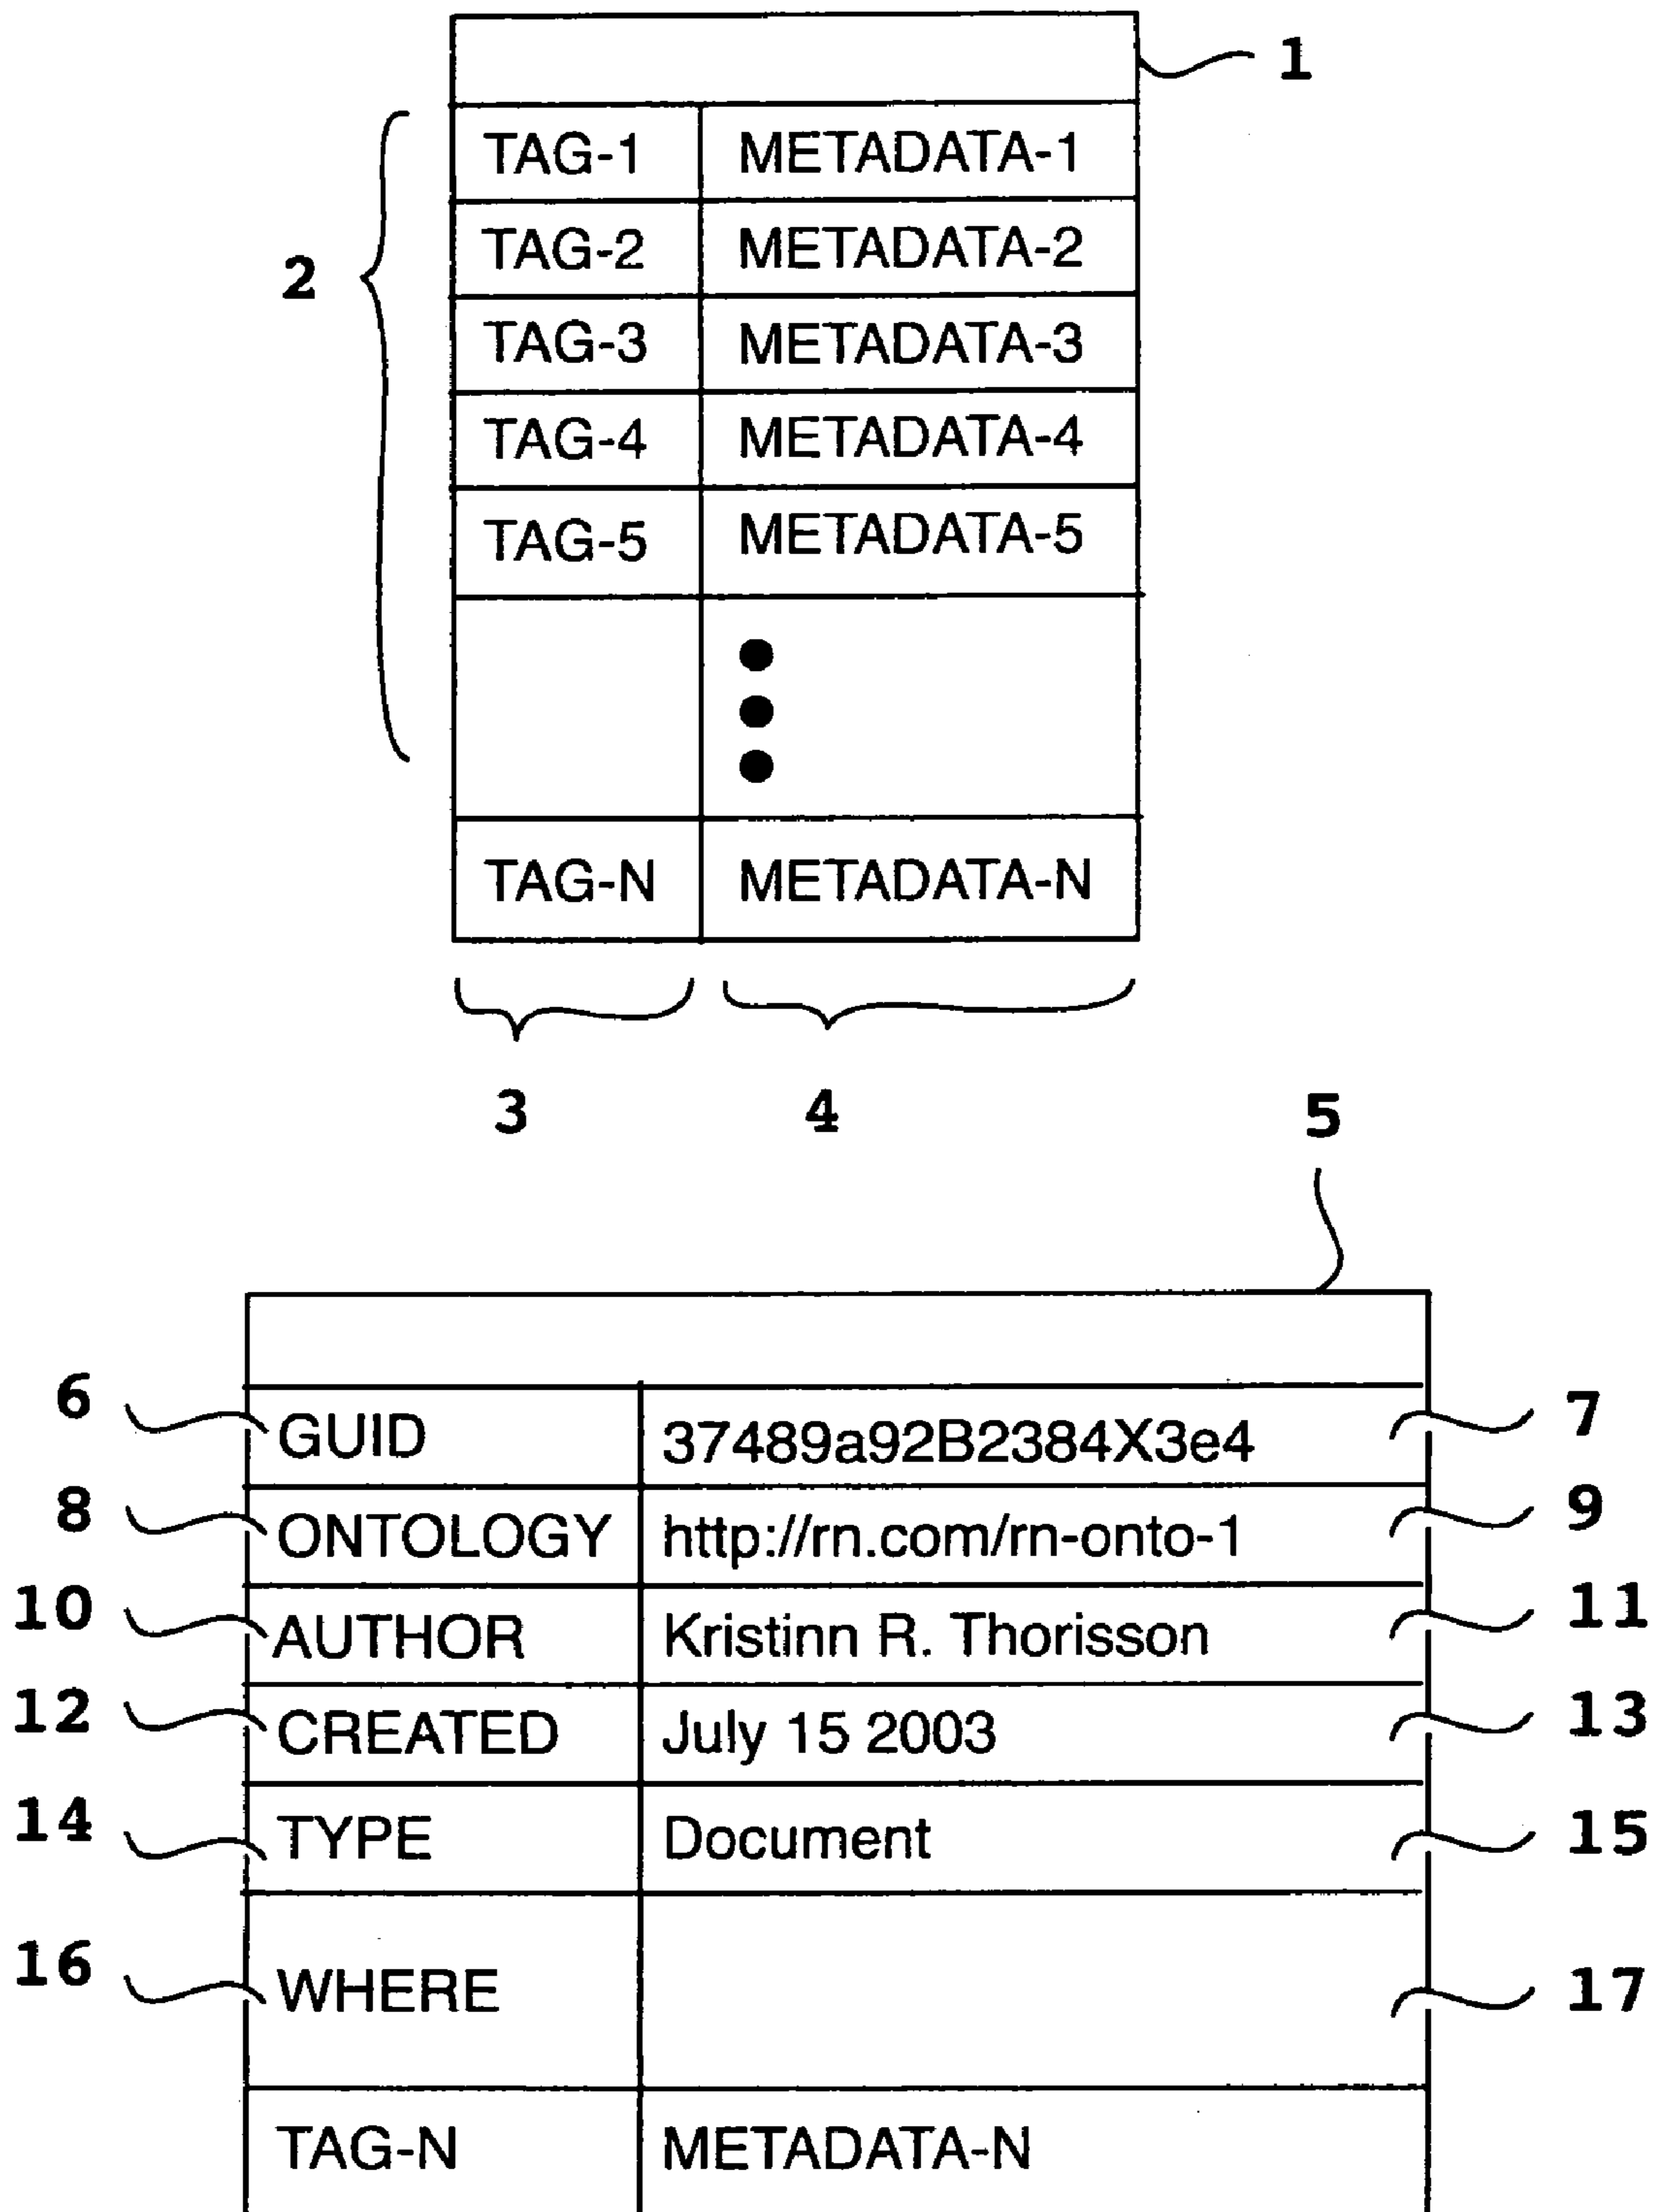 1
TAG-1 METADATA-1
2 TAG-2 METADATA-2
TAG-3 METADATA-3
TAG-4 METADATA-4
TAG-5 METADATA-5
TAG-N METADATA-N
3 4
5
6 GUID 37489a92B2384X3e4 7
8 ONTOLOGY http://rn.com/rn-onto-1 9
10 AUTHOR Kristinn R. Thorisson 11
12 CREATED July 15 2003 13
14 TYPE Document 15
16 WHERE 17
TAG-N METADATA-N